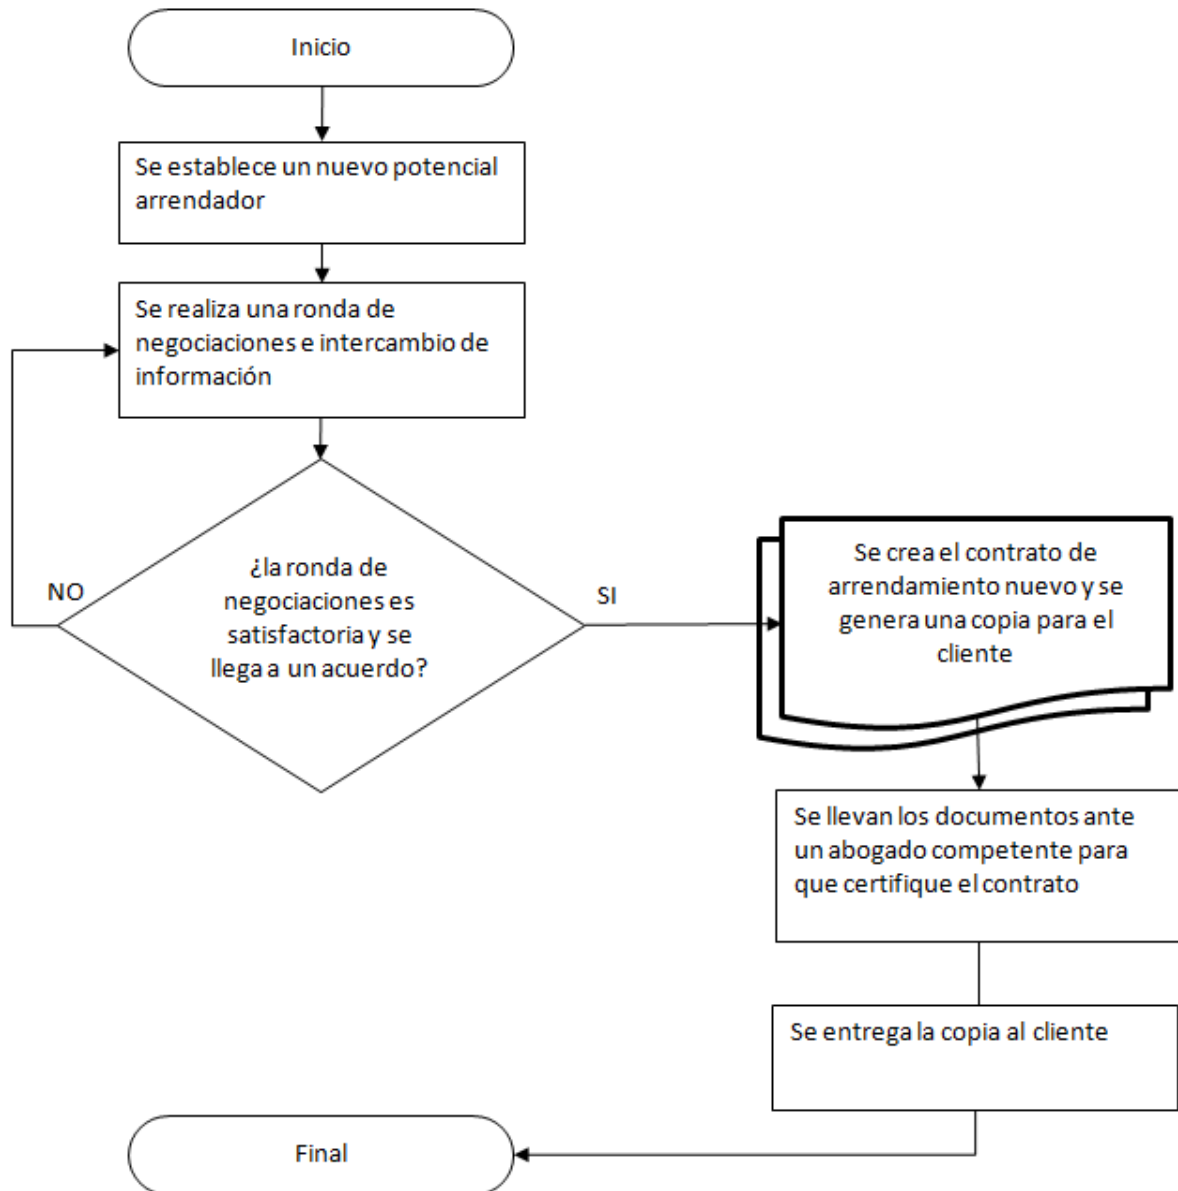 Inicio
Se establece un nuevo potencial
arrendador
Se realiza una ronda de
negociaciones e intercambio de
información
¿la ronda de
negociaciones es
satisfactoria y se
llega a un acuerdo?
NO
SI
Se crea el contrato de
arrendamiento nuevo y se
genera una copia para el
cliente
Se llevan los documentos ante
un abogado competente para
que certifique el contrato
Se entrega la copia al cliente
Final